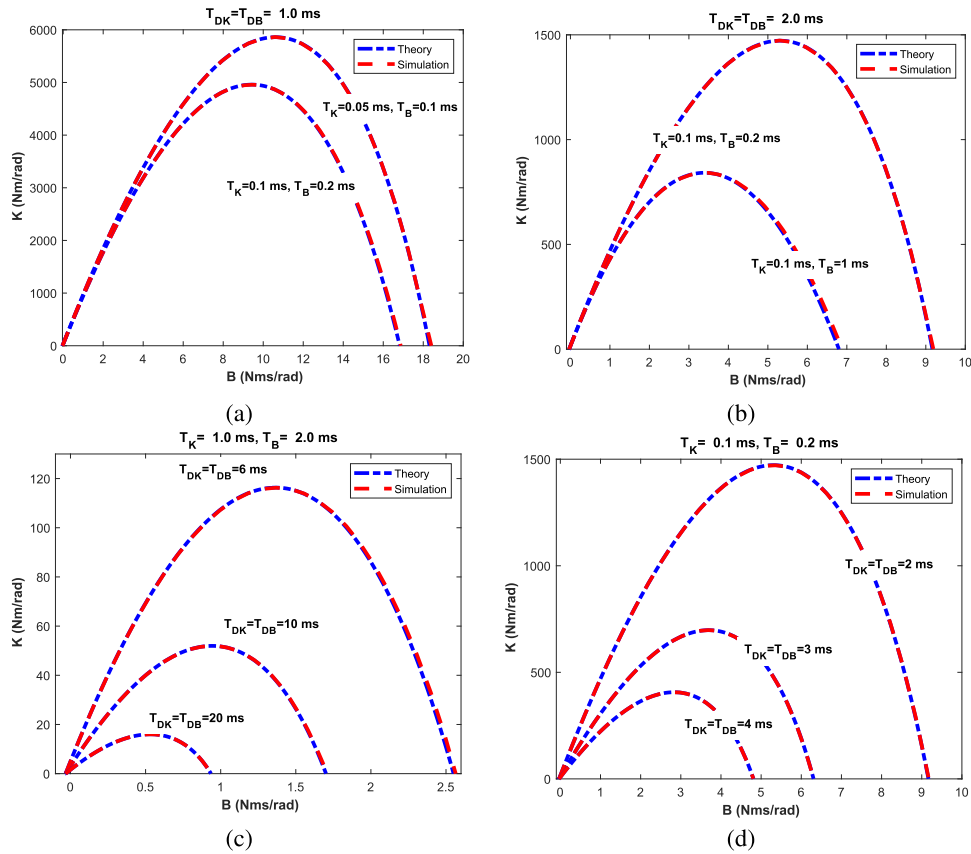 T_DK=T_DB= 1.0 ms
6000
5000
4000
3000
2000
1000
0
K (Nm/rad)
Theory
Simulation
T_K=0.05 ms, T_B=0.1 ms
T_K=0.1 ms, T_B=0.2 ms
0 2 4 6 8 10 12 14 16 18 20
B (Nms/rad)
(a)
T_DK=T_DB= 2.0 ms
1500
1000
500
0
K (Nm/rad)
Theory
Simulation
T_K=0.1 ms, T_B=0.2 ms
T_K=0.1 ms, T_B=1 ms
0 1 2 3 4 5 6 7 8 9 10
B (Nms/rad)
(b)
T_K= 1.0 ms, T_B= 2.0 ms
120
100
80
60
40
20
0
K (Nm/rad)
T_DK=T_DB=6 ms
Theory
Simulation
T_DK=T_DB=10 ms
T_DK=T_DB=20 ms
0 0.5 1 1.5 2 2.5
B (Nms/rad)
(c)
T_K= 0.1 ms, T_B= 0.2 ms
1500
1000
500
0
K (Nm/rad)
Theory
Simulation
T_DK=T_DB=2 ms
T_DK=T_DB=3 ms
T_DK=T_DB=4 ms
0 1 2 3 4 5 6 7 8 9 10
B (Nms/rad)
(d)